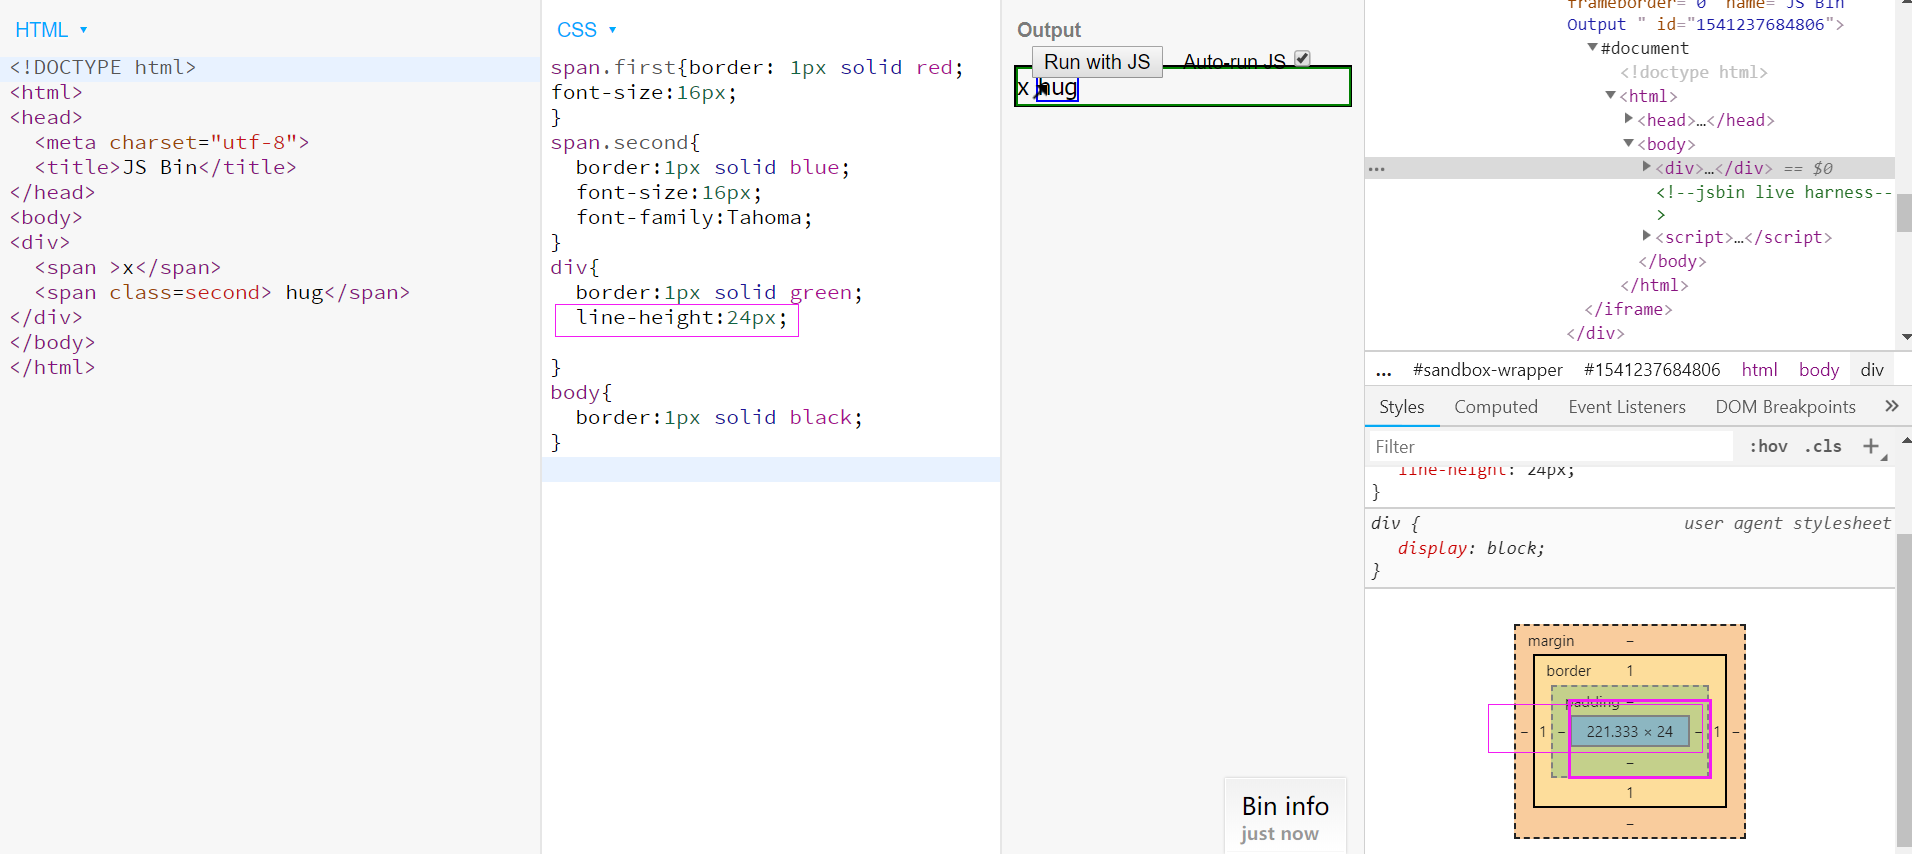 HTML ▾
<!DOCTYPE html>
<html>
<head>
  <meta charset="utf-8">
  <title>JS Bin</title>
</head>
<body>
<div>
  <span >x</span>
  <span class=second> hug</span>
</div>
</body>
</html>
CSS ▾
span.first{border: 1px solid red;
font-size:16px;
}
span.second{
  border:1px solid blue;
  font-size:16px;
  font-family:Tahoma;
}
div{
  border:1px solid green;
  line-height:24px;
}
body{
  border:1px solid black;
}
Output
Run with JS Auto-run JS
x hug
Bin info
just now
frameborder="0" name="JS Bin
Output " id="1541237684806">
▼#document
<!doctype html>
▼<html>
▶<head>…</head>
▼<body>
… ▶<div>…</div> == $0
<!--jsbin live harness--
>
▶<script>…</script>
</body>
</html>
</iframe>
</div>
... #sandbox-wrapper #1541237684806 html body div
Styles Computed Event Listeners DOM Breakpoints »
Filter :hov .cls +
line-height: 24px;
}
div { user agent stylesheet
display: block;
}
margin –
border 1
padding –
– 1 – 221.333 × 24 – 1 –
–
1
–